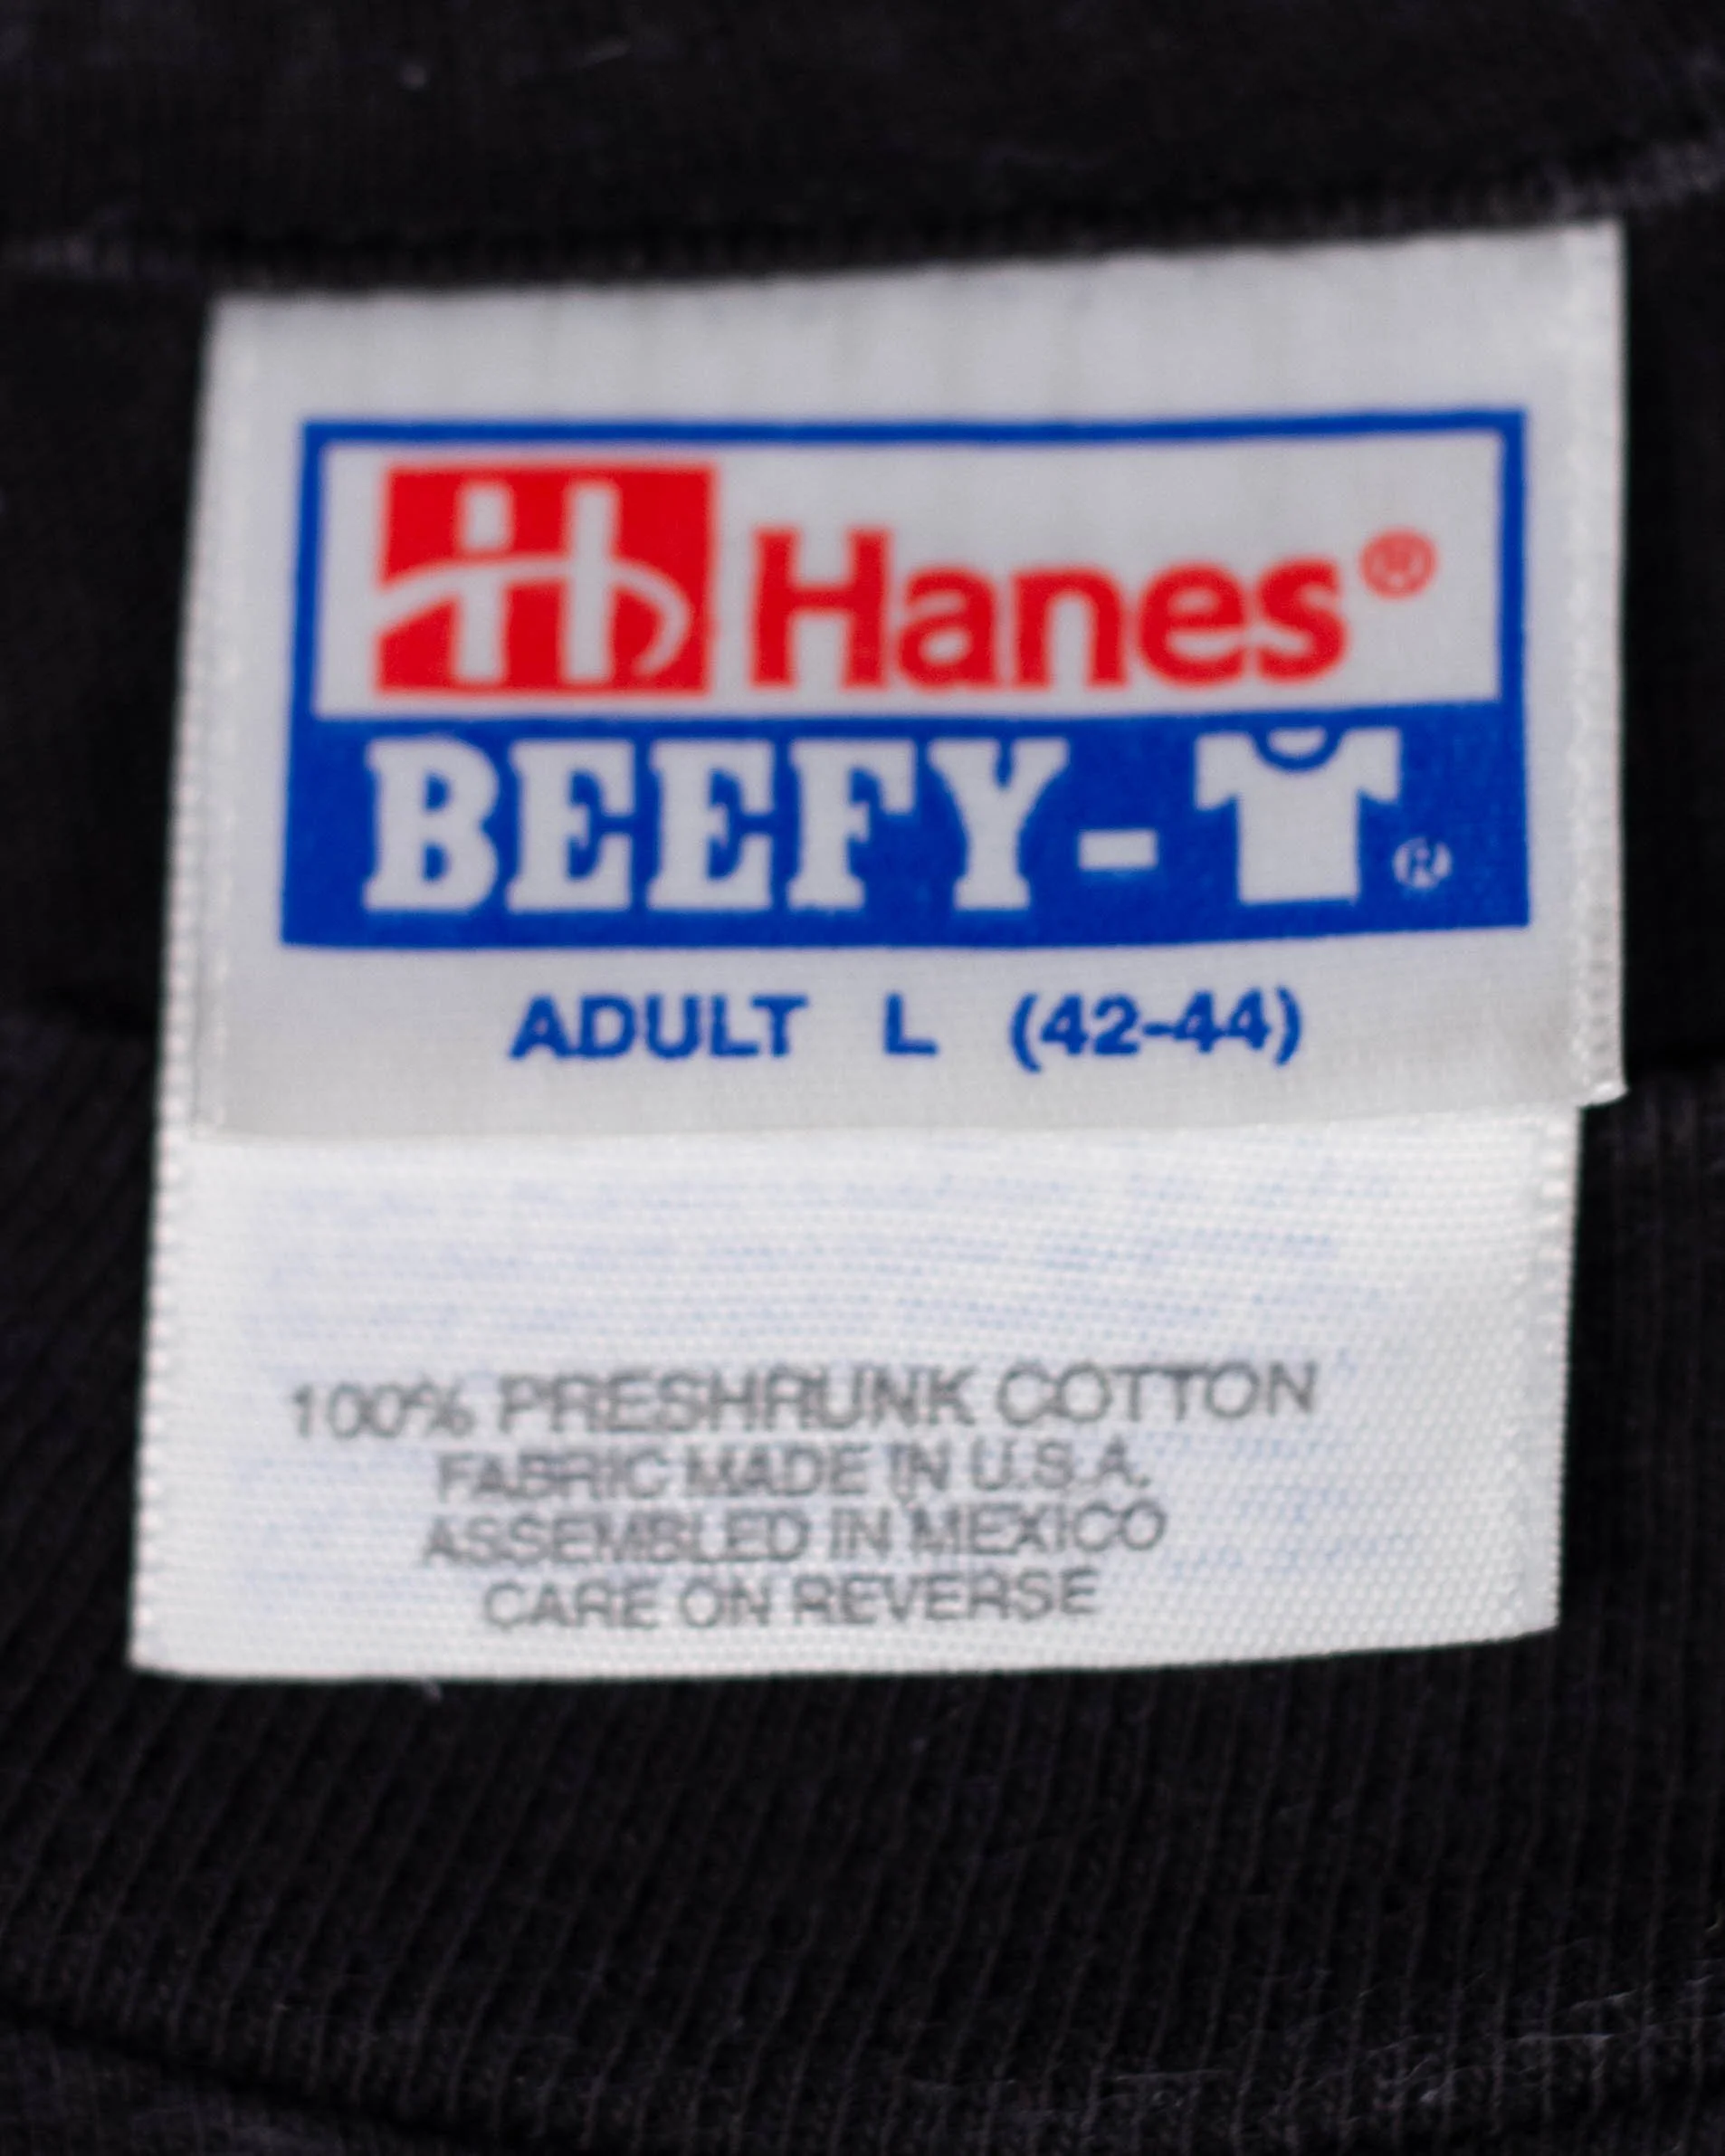 H Hanes®
BEEFY-T®
ADULT L (42-44)
100% PRESHRUNK COTTON
FABRIC MADE IN U.S.A.
ASSEMBLED IN MEXICO
CARE ON REVERSE